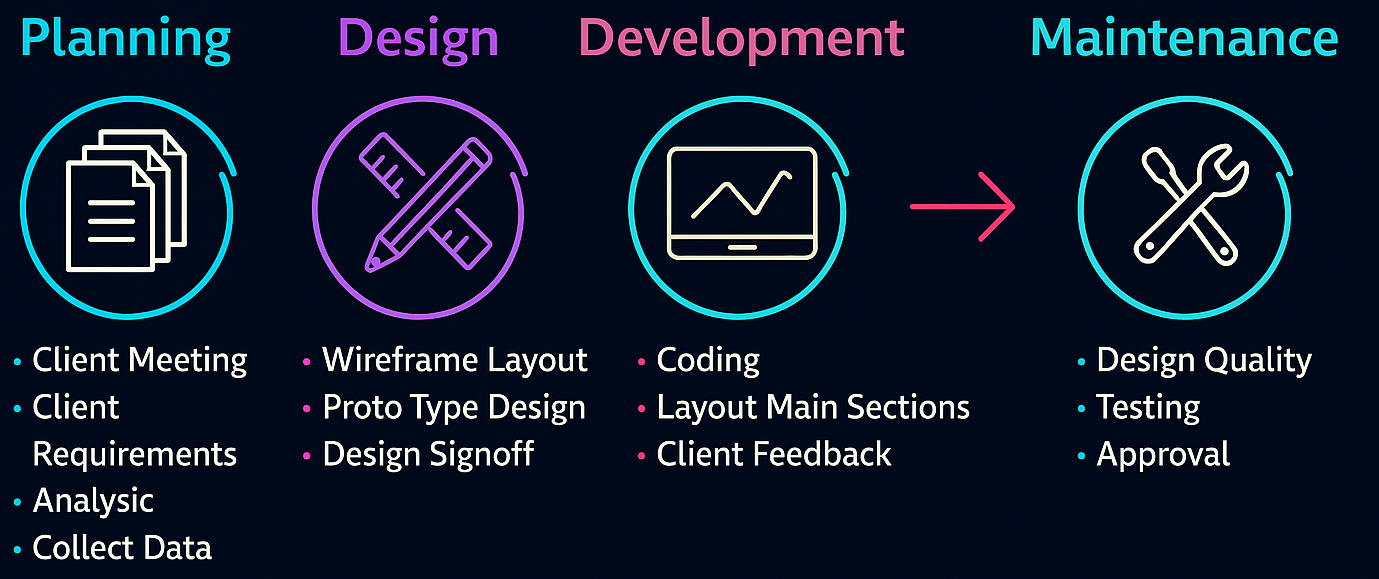 Planning
• Client Meeting
• Client
Requirements
• Analysic
• Collect Data
Design
• Wireframe Layout
• Proto Type Design
• Design Signoff
Development
• Coding
• Layout Main Sections
• Client Feedback
Maintenance
• Design Quality
• Testing
• Approval